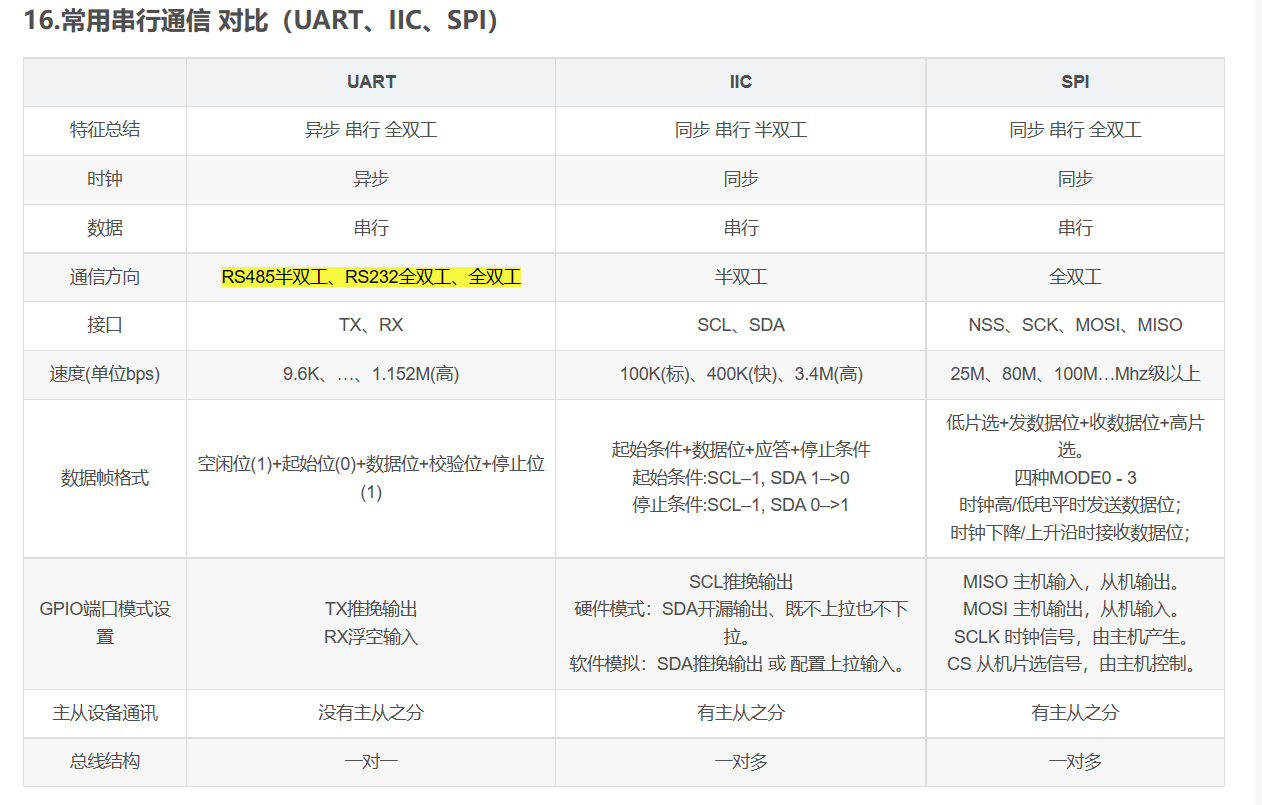 16.常用串行通信 对比（UART、IIC、SPI）
UART IIC SPI
特征总结 异步 串行 全双工 同步 串行 半双工 同步 串行 全双工
时钟 异步 同步 同步
数据 串行 串行 串行
通信方向 RS485半双工、RS232全双工、全双工 半双工 全双工
接口 TX、RX SCL、SDA NSS、SCK、MOSI、MISO
速度(单位bps) 9.6K、…、1.152M(高) 100K(标)、400K(快)、3.4M(高) 25M、80M、100M…Mhz级以上
数据帧格式
空闲位(1)+起始位(0)+数据位+校验位+停止位
(1)
起始条件+数据位+应答+停止条件
起始条件:SCL–1, SDA 1–>0
停止条件:SCL–1, SDA 0–>1
低片选+发数据位+收数据位+高片
选。
四种MODE0 - 3
时钟高/低电平时发送数据位；
时钟下降/上升沿时接收数据位；
GPIO端口模式设
置
TX推挽输出
RX浮空输入
SCL推挽输出
硬件模式：SDA开漏输出、既不上拉也不下
拉。
软件模拟：SDA推挽输出 或 配置上拉输入。
MISO 主机输入，从机输出。
MOSI 主机输出，从机输入。
SCLK 时钟信号，由主机产生。
CS 从机片选信号，由主机控制。
主从设备通讯 没有主从之分 有主从之分 有主从之分
总线结构 一对一 一对多 一对多